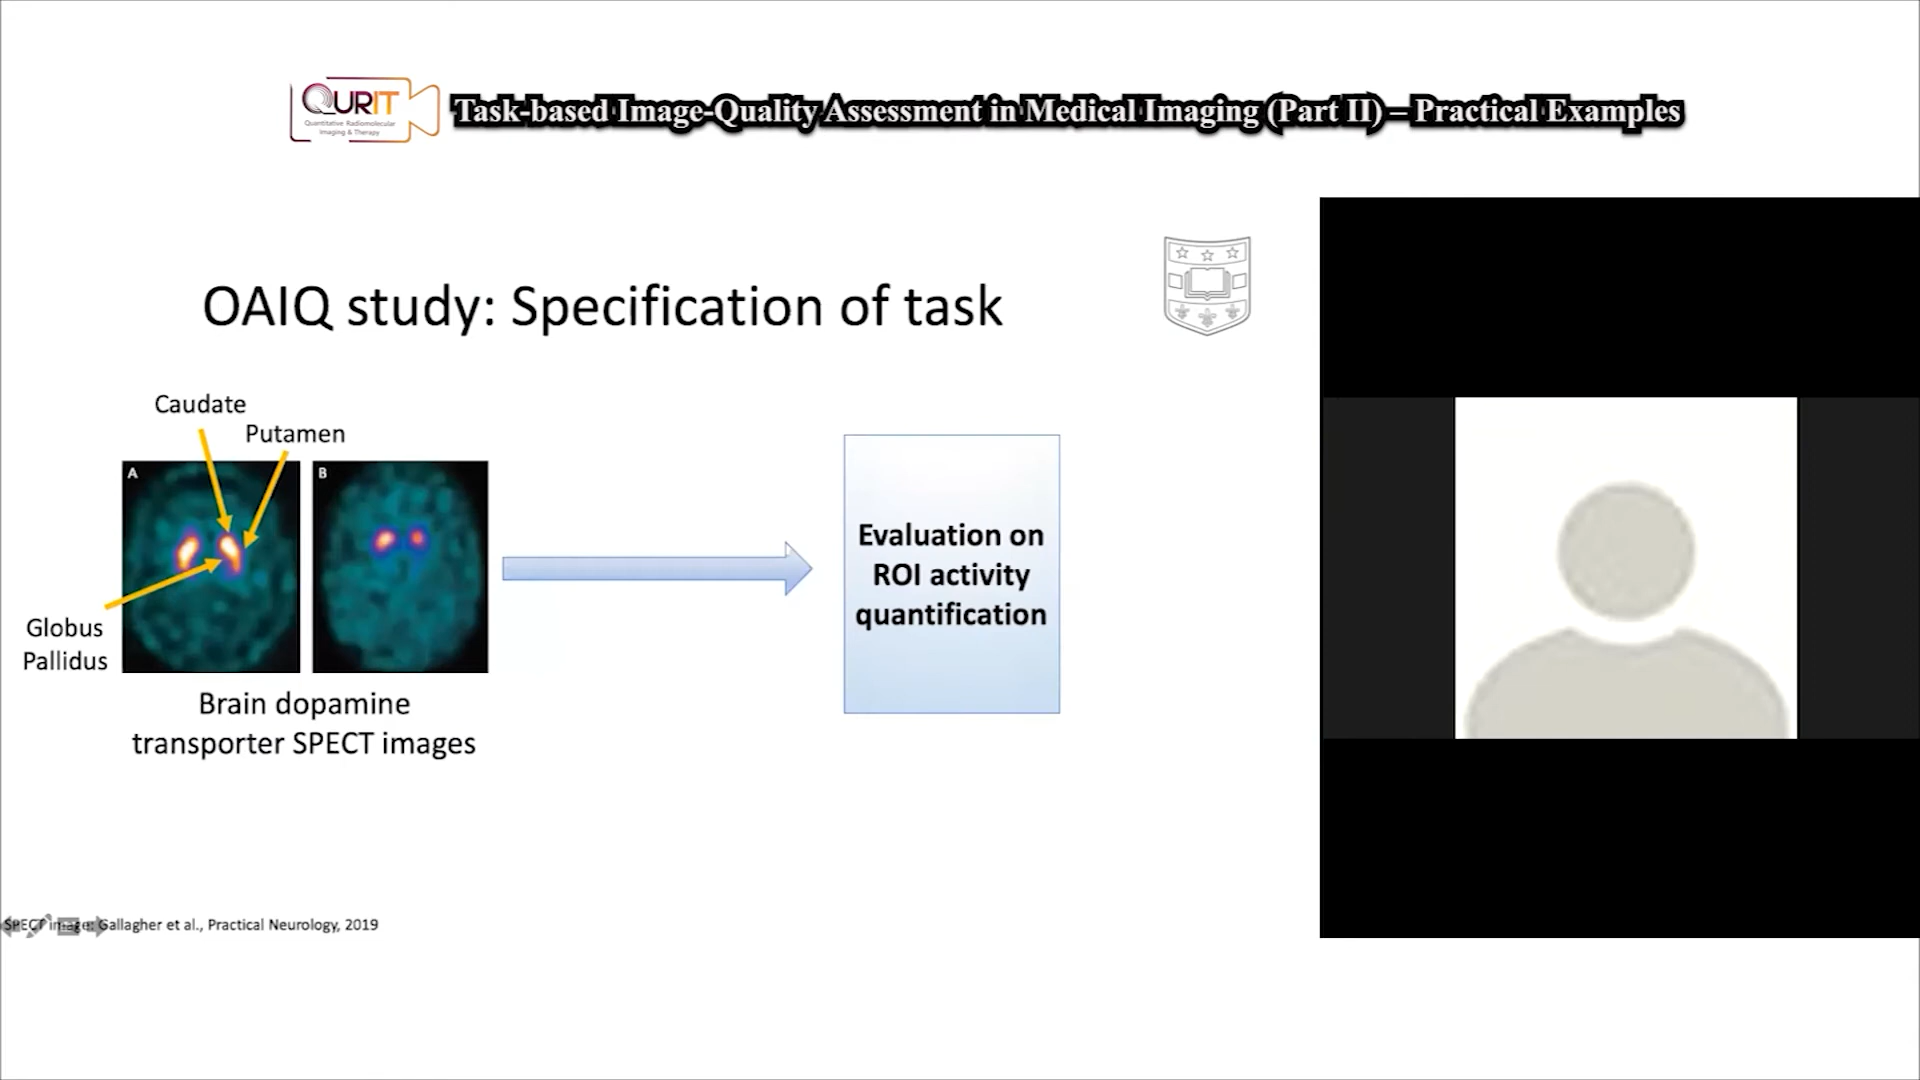 QURIT
Quantitative Radiomolecular
Imaging & Therapy
Task-based Image-Quality Assessment in Medical Imaging (Part II) – Practical Examples
OAIQ study: Specification of task
Caudate
Putamen
A
B
Globus
Pallidus
Brain dopamine
transporter SPECT images
Evaluation on
ROI activity
quantification
SPECT image: Gallagher et al., Practical Neurology, 2019